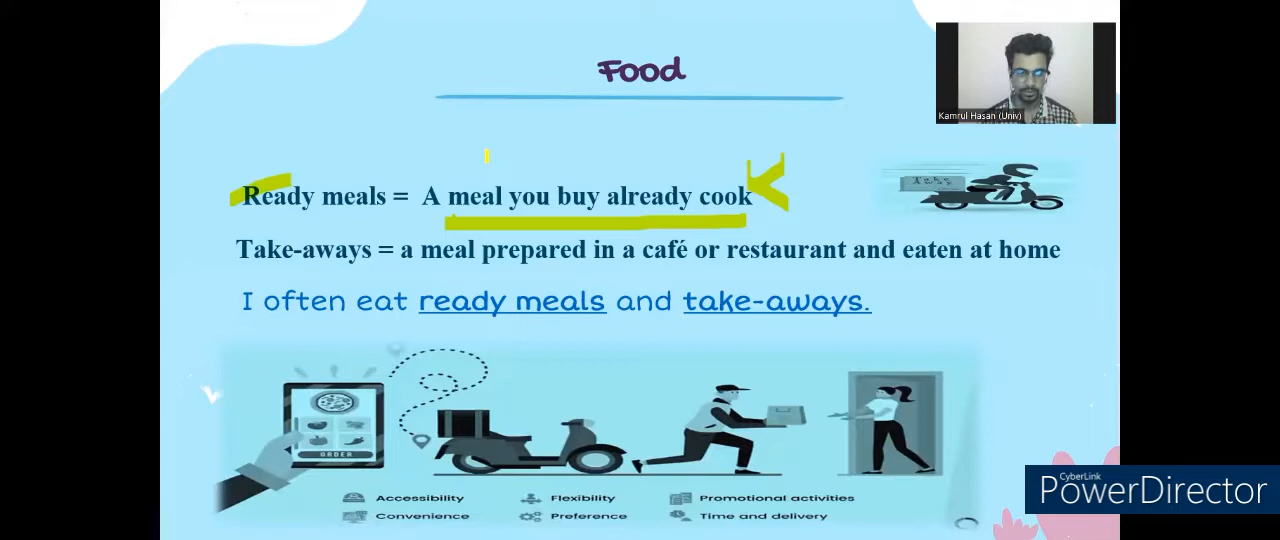 Food
Kamrul Hasan (Univ)
Ready meals = A meal you buy already cook
Take Away
Take-aways = a meal prepared in a café or restaurant and eaten at home
I often eat ready meals and take-aways.
ORDER
Accessibility Flexibility Promotional activities
Convenience Preference Time and delivery
CyberLink
PowerDirector